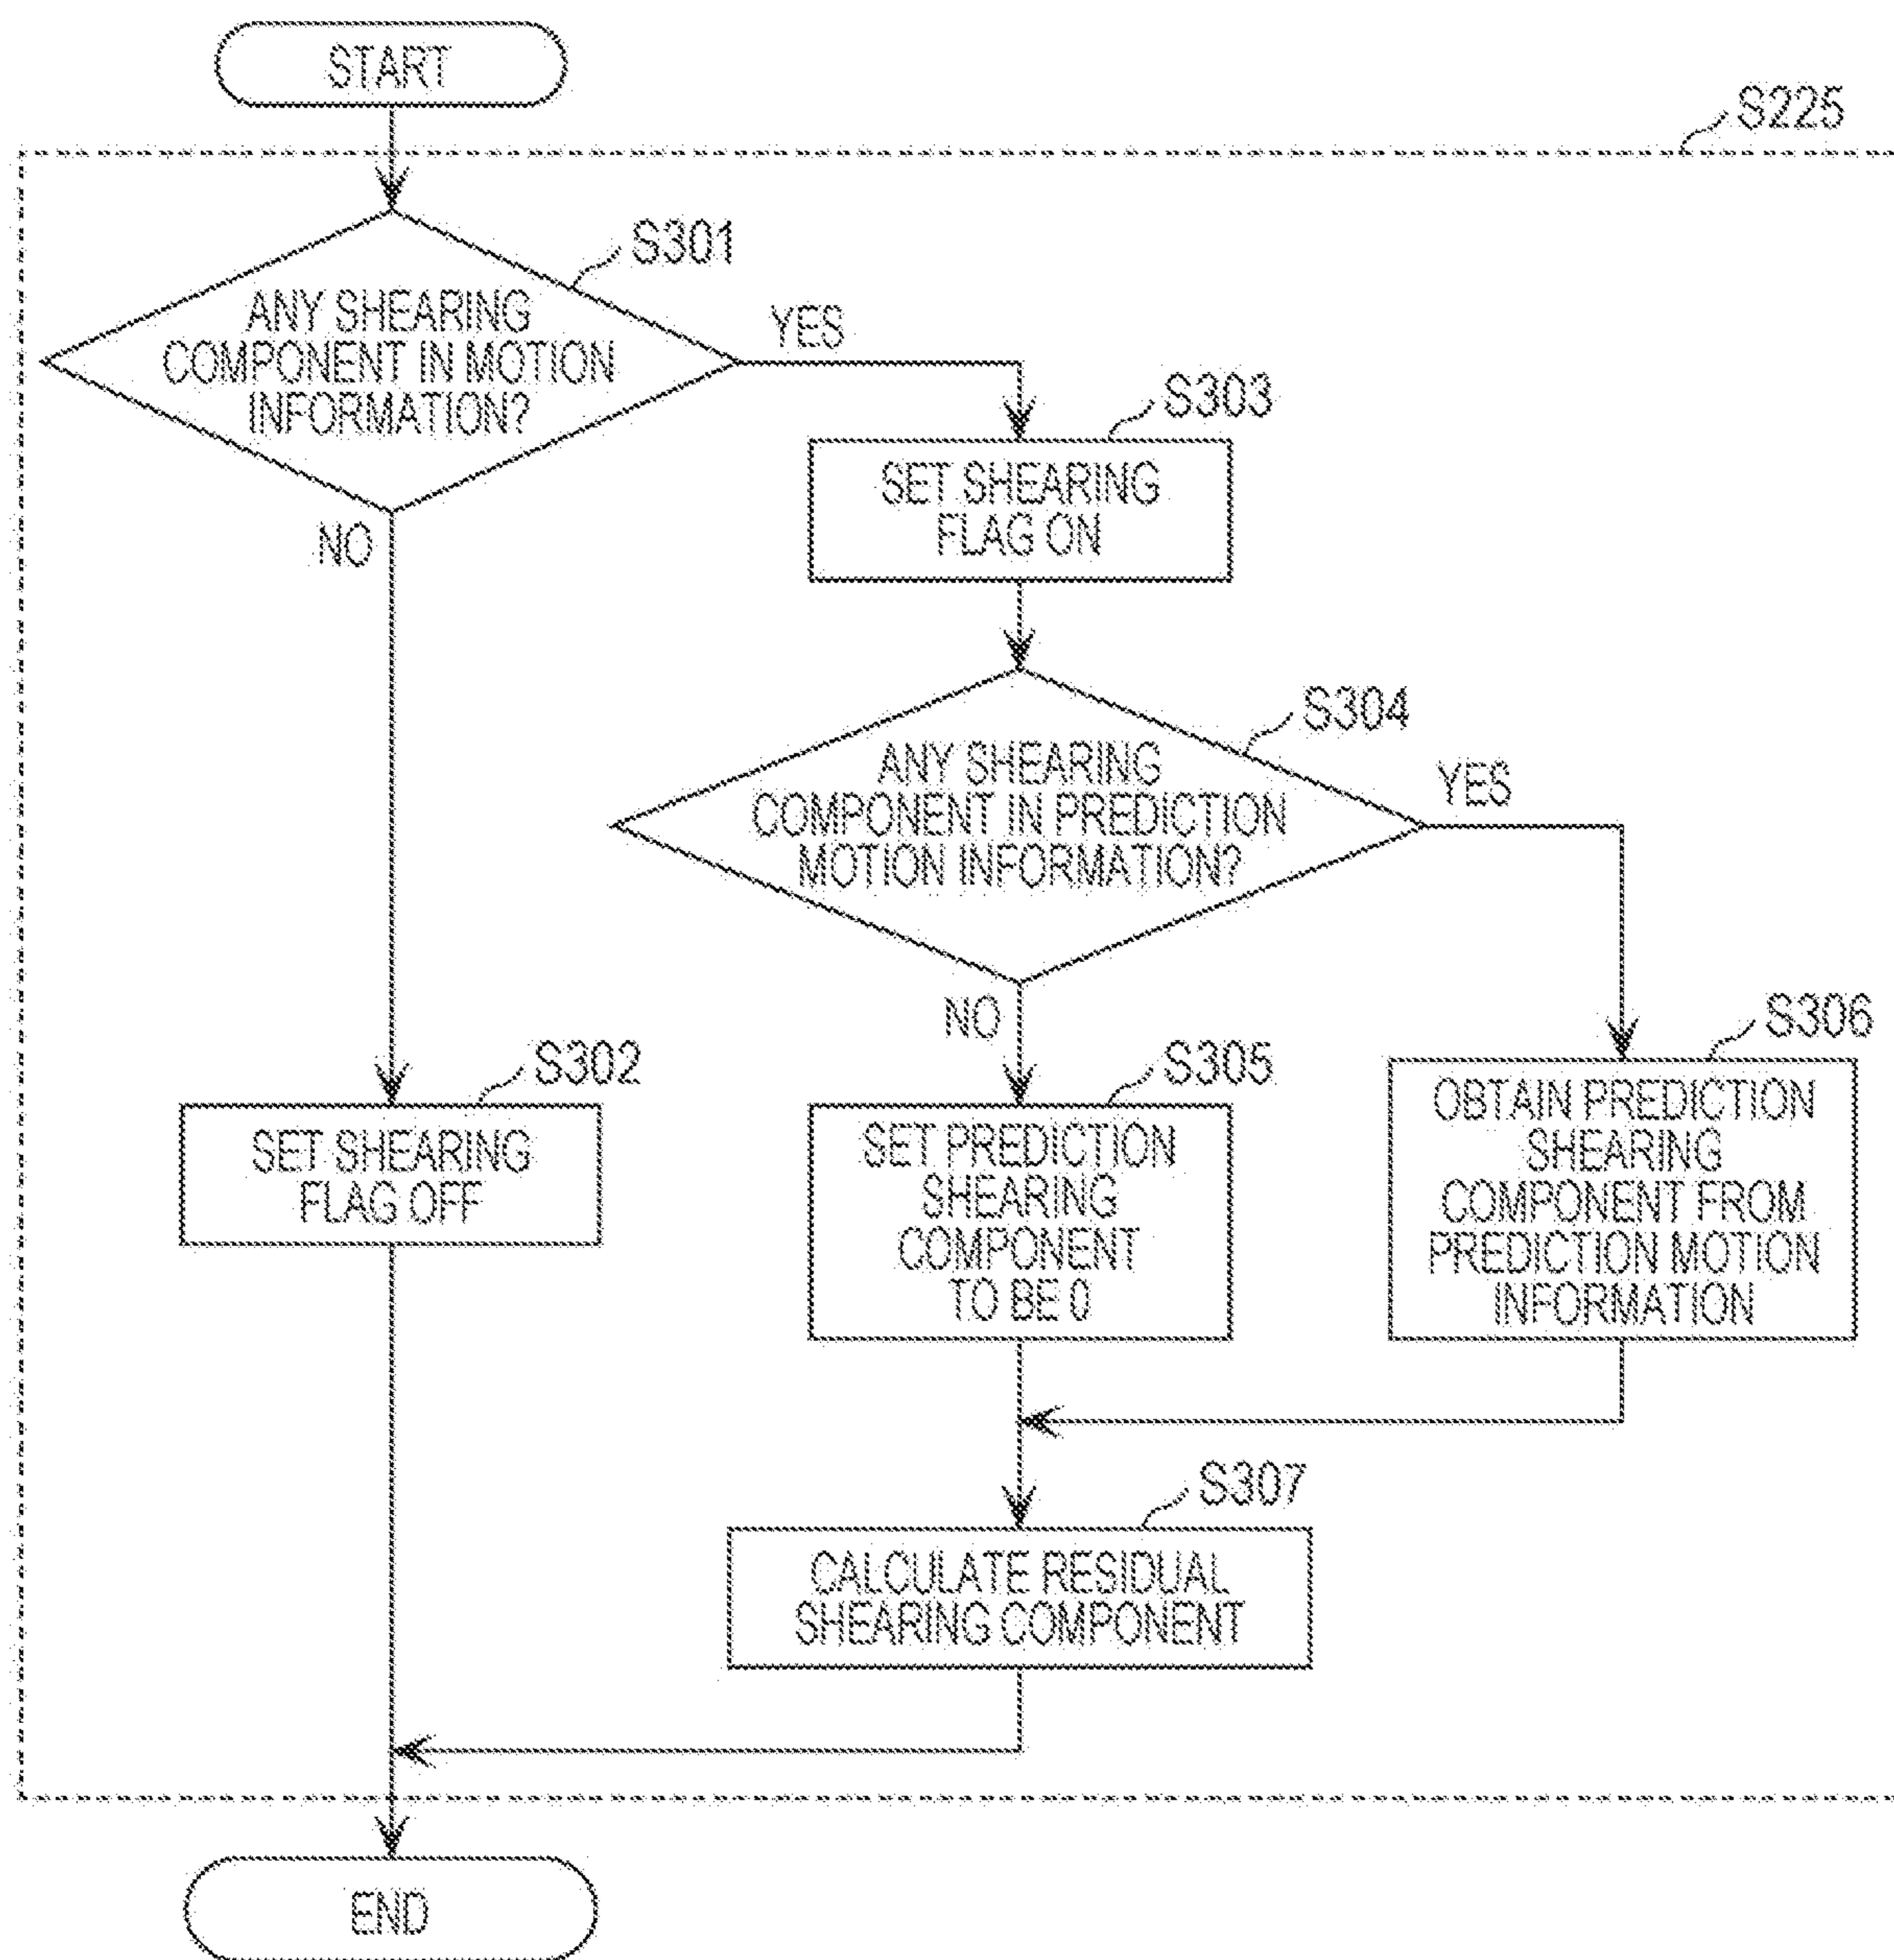 START
S225
S301
ANY SHEARING
COMPONENT IN MOTION
INFORMATION?
YES
NO
S303
SET SHEARING
FLAG ON
S304
ANY SHEARING
COMPONENT IN PREDICTION
MOTION INFORMATION?
YES
NO
S302
SET SHEARING
FLAG OFF
S305
SET PREDICTION
SHEARING
COMPONENT
TO BE 0
S306
OBTAIN PREDICTION
SHEARING
COMPONENT FROM
PREDICTION MOTION
INFORMATION
S307
CALCULATE RESIDUAL
SHEARING COMPONENT
END